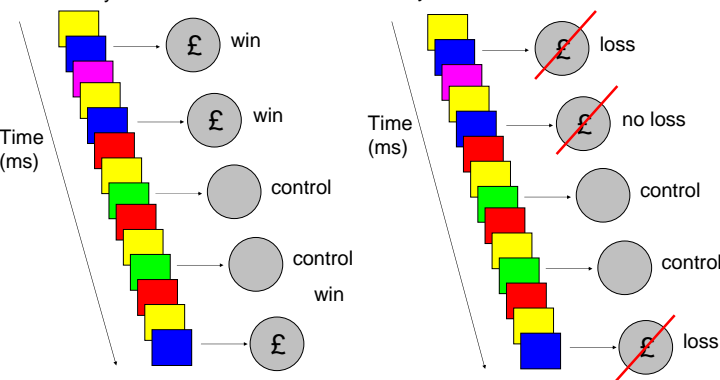 £ win
£ win
Time
(ms)
control
control
win
£
£ loss
£ no loss
Time
(ms)
control
control
£ loss